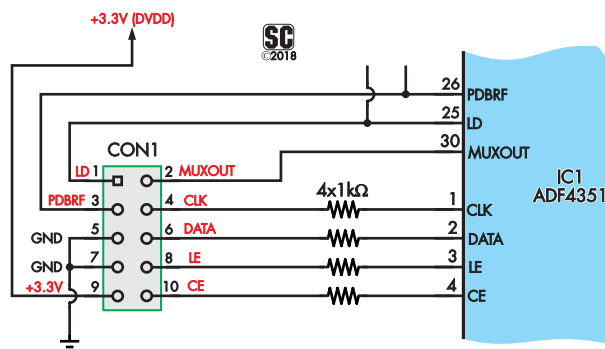 +3.3V (DVDD)
SC
©2018
26 PDBRF
25 LD
30 MUXOUT
CON1
IC1
ADF4351
LD 1
2 MUXOUT
4x1kΩ
PDBRF 3
4 CLK
1 CLK
GND 5
6 DATA
2 DATA
GND 7
8 LE
3 LE
+3.3V 9
10 CE
4 CE